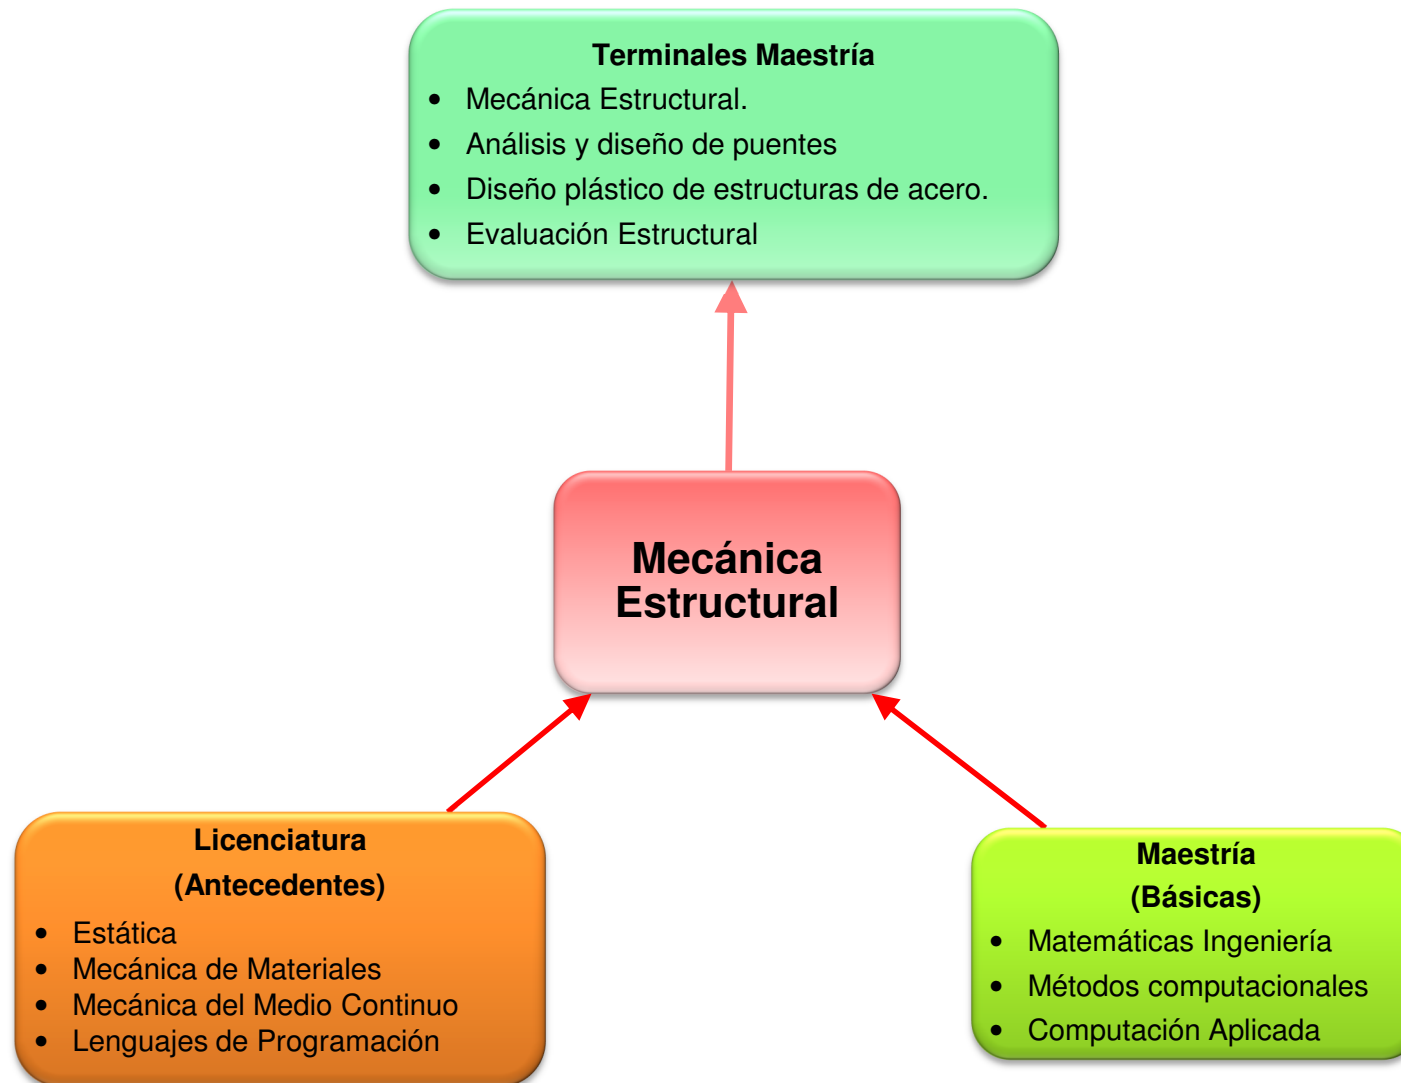 Terminales Maestría
• Mecánica Estructural.
• Análisis y diseño de puentes
• Diseño plástico de estructuras de acero.
• Evaluación Estructural
Mecánica
Estructural
Licenciatura
(Antecedentes)
• Estática
• Mecánica de Materiales
• Mecánica del Medio Continuo
• Lenguajes de Programación
Maestría
(Básicas)
• Matemáticas Ingeniería
• Métodos computacionales
• Computación Aplicada